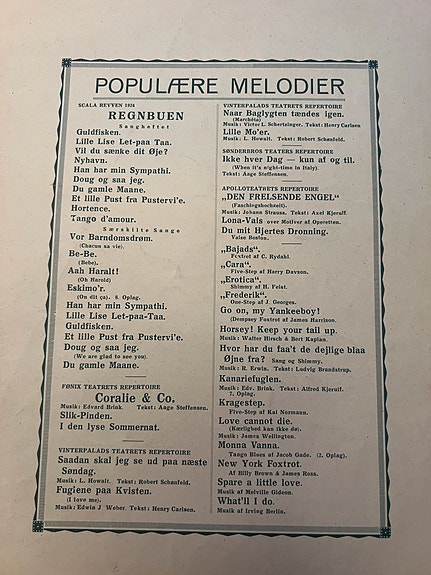 POPULÆRE MELODIER
SCALA REVYEN 1924
REGNBUEN
Sangheftet
Guldfisken.
Lille Lise Let-paa Taa.
Vil du sænke dit Øje?
Nyhavn.
Han har min Sympathi.
Doug og saa jeg.
Du gamle Maane.
Et lille Pust fra Pustervi'e.
Hortence.
Tango d'amour.
Særskilte Sange
Vor Barndomsdrøm.
(Chacun sa vie).
Be-Be.
(Bebe).
Aah Haralt!
(Oh Harold)
Eskimo'r.
(On dit ça). 8. Oplag.
Han har min Sympathi.
Lille Lise Let-paa-Taa.
Guldfisken.
Et lille Pust fra Pustervi'e.
Doug og saa jeg.
(We are glad to see you).
Du gamle Maane.
FØNIX TEATRETS REPERTOIRE
Coralie & Co.
Musik: Edvard Brink. Tekst: Ange Steffensen.
Slik-Pinden.
I den lyse Sommernat.
VINTERPALADS TEATRETS REPERTOIRE
Saadan skal jeg se ud paa næste
Søndag.
Musik: L. Howalt. Tekst: Robert Schønfeld.
Fugiene paa Kvisten.
(I love me).
Musik: Edwin J Weber. Tekst: Henry Carlsen.
VINTERPALADS TEATRETS REPERTOIRE
Naar Baglygten tændes igen.
(Marchéta)
Musik: Victor L. Schertzinger. Tekst: Henry Carlsen
Lille Mo'er.
Musik: L. Howalt. Tekst: Robert Schønfeld.
SØNDERBROS TEATERS REPERTOIRE
Ikke hver Dag — kun af og til.
(When it's night-time in Italy).
Tekst: Ange Steffensen.
APOLLOTEATRETS REPERTOIRE
„DEN FRELSENDE ENGEL“
(Faschingshochzeit).
Musik: Johann Strauss. Tekst: Axel Kjerulf.
Lona-Vals over Motiver af Operetten.
Du mit Hjertes Dronning.
Valse Boston.
„Bajads“.
Foxtrot af C. Rydahl.
„Cara“.
Five-Step af Harry Davson.
„Erotica“.
Shimmy af H. Feist.
„Frederik“.
One-Step af J. Georges.
Go on, my Yankeeboy!
(Dempsey Foxtrot af James Harrison.
Horsey! Keep your tail up.
Musik: Walter Hirsch & Bert Kaplan.
Hvor har du faa't de dejlige blaa
Øjne fra? Sang og Shimmy.
Musik: R. Erwin. Tekst: Ludvig Brandstrup.
Kanariefuglen.
Musik: Edv. Brink. Tekst: Alfred Kjerulf.
7. Oplag.
Kragestep.
Five-Step af Kai Normann.
Love cannot die.
(Kærlighed kan ikke dø).
Musik: James Wellington.
Monna Vanna.
Tango Blues af Jacob Gade. (2. Oplag).
New York Foxtrot.
Af Billy Brown & James Ross.
Spare a little love.
Musik af Melville Gideon.
What'll I do.
Musik af Irving Berlin.